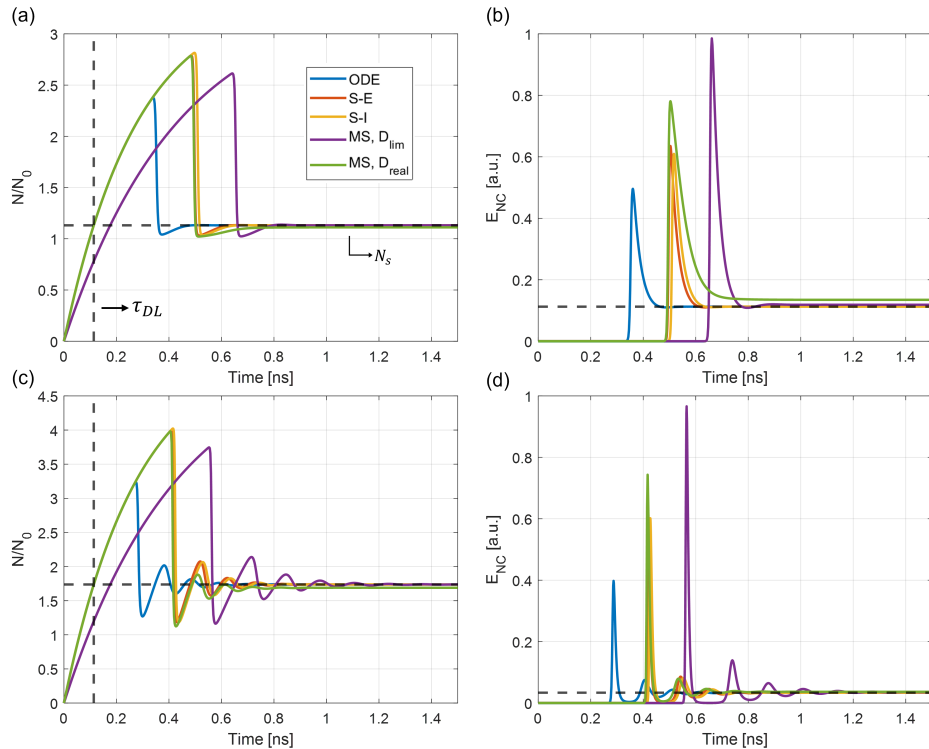 (a)
3
2.5
2
1.5
1
0.5
0
N/N0
0 0.2 0.4 0.6 0.8 1 1.2 1.4
Time [ns]
ODE
S-E
S-I
MS, Dlim
MS, Dreal
Ns
τDL
(b)
1
0.8
0.6
0.4
0.2
0
ENC [a.u.]
0 0.2 0.4 0.6 0.8 1 1.2 1.4
Time [ns]
(c)
4.5
4
3.5
3
2.5
2
1.5
1
0.5
0
N/N0
0 0.2 0.4 0.6 0.8 1 1.2 1.4
Time [ns]
(d)
1
0.8
0.6
0.4
0.2
0
ENC [a.u.]
0 0.2 0.4 0.6 0.8 1 1.2 1.4
Time [ns]